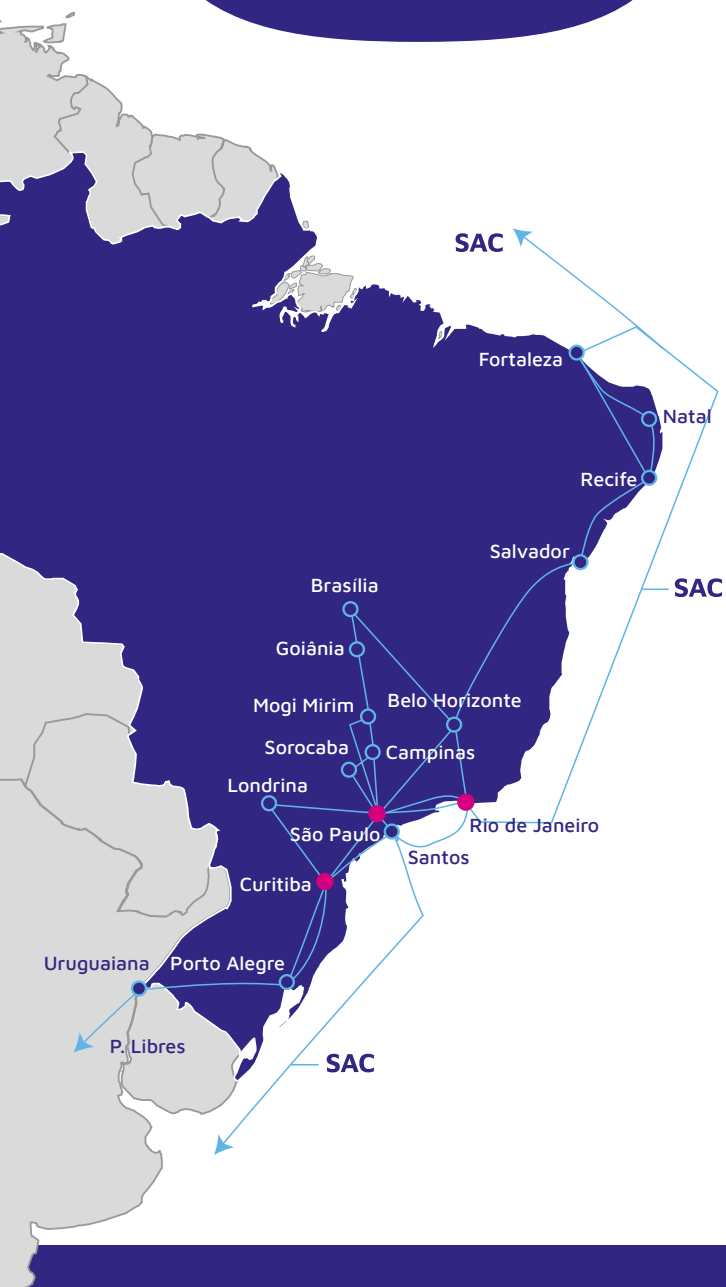 SAC
Fortaleza
Natal
Recife
Salvador
Brasília
SAC
Goiânia
Mogi Mirim
Belo Horizonte
Sorocaba
Campinas
Londrina
São Paulo
Rio de Janeiro
Santos
Curitiba
Uruguaiana
Porto Alegre
P. Libres
SAC